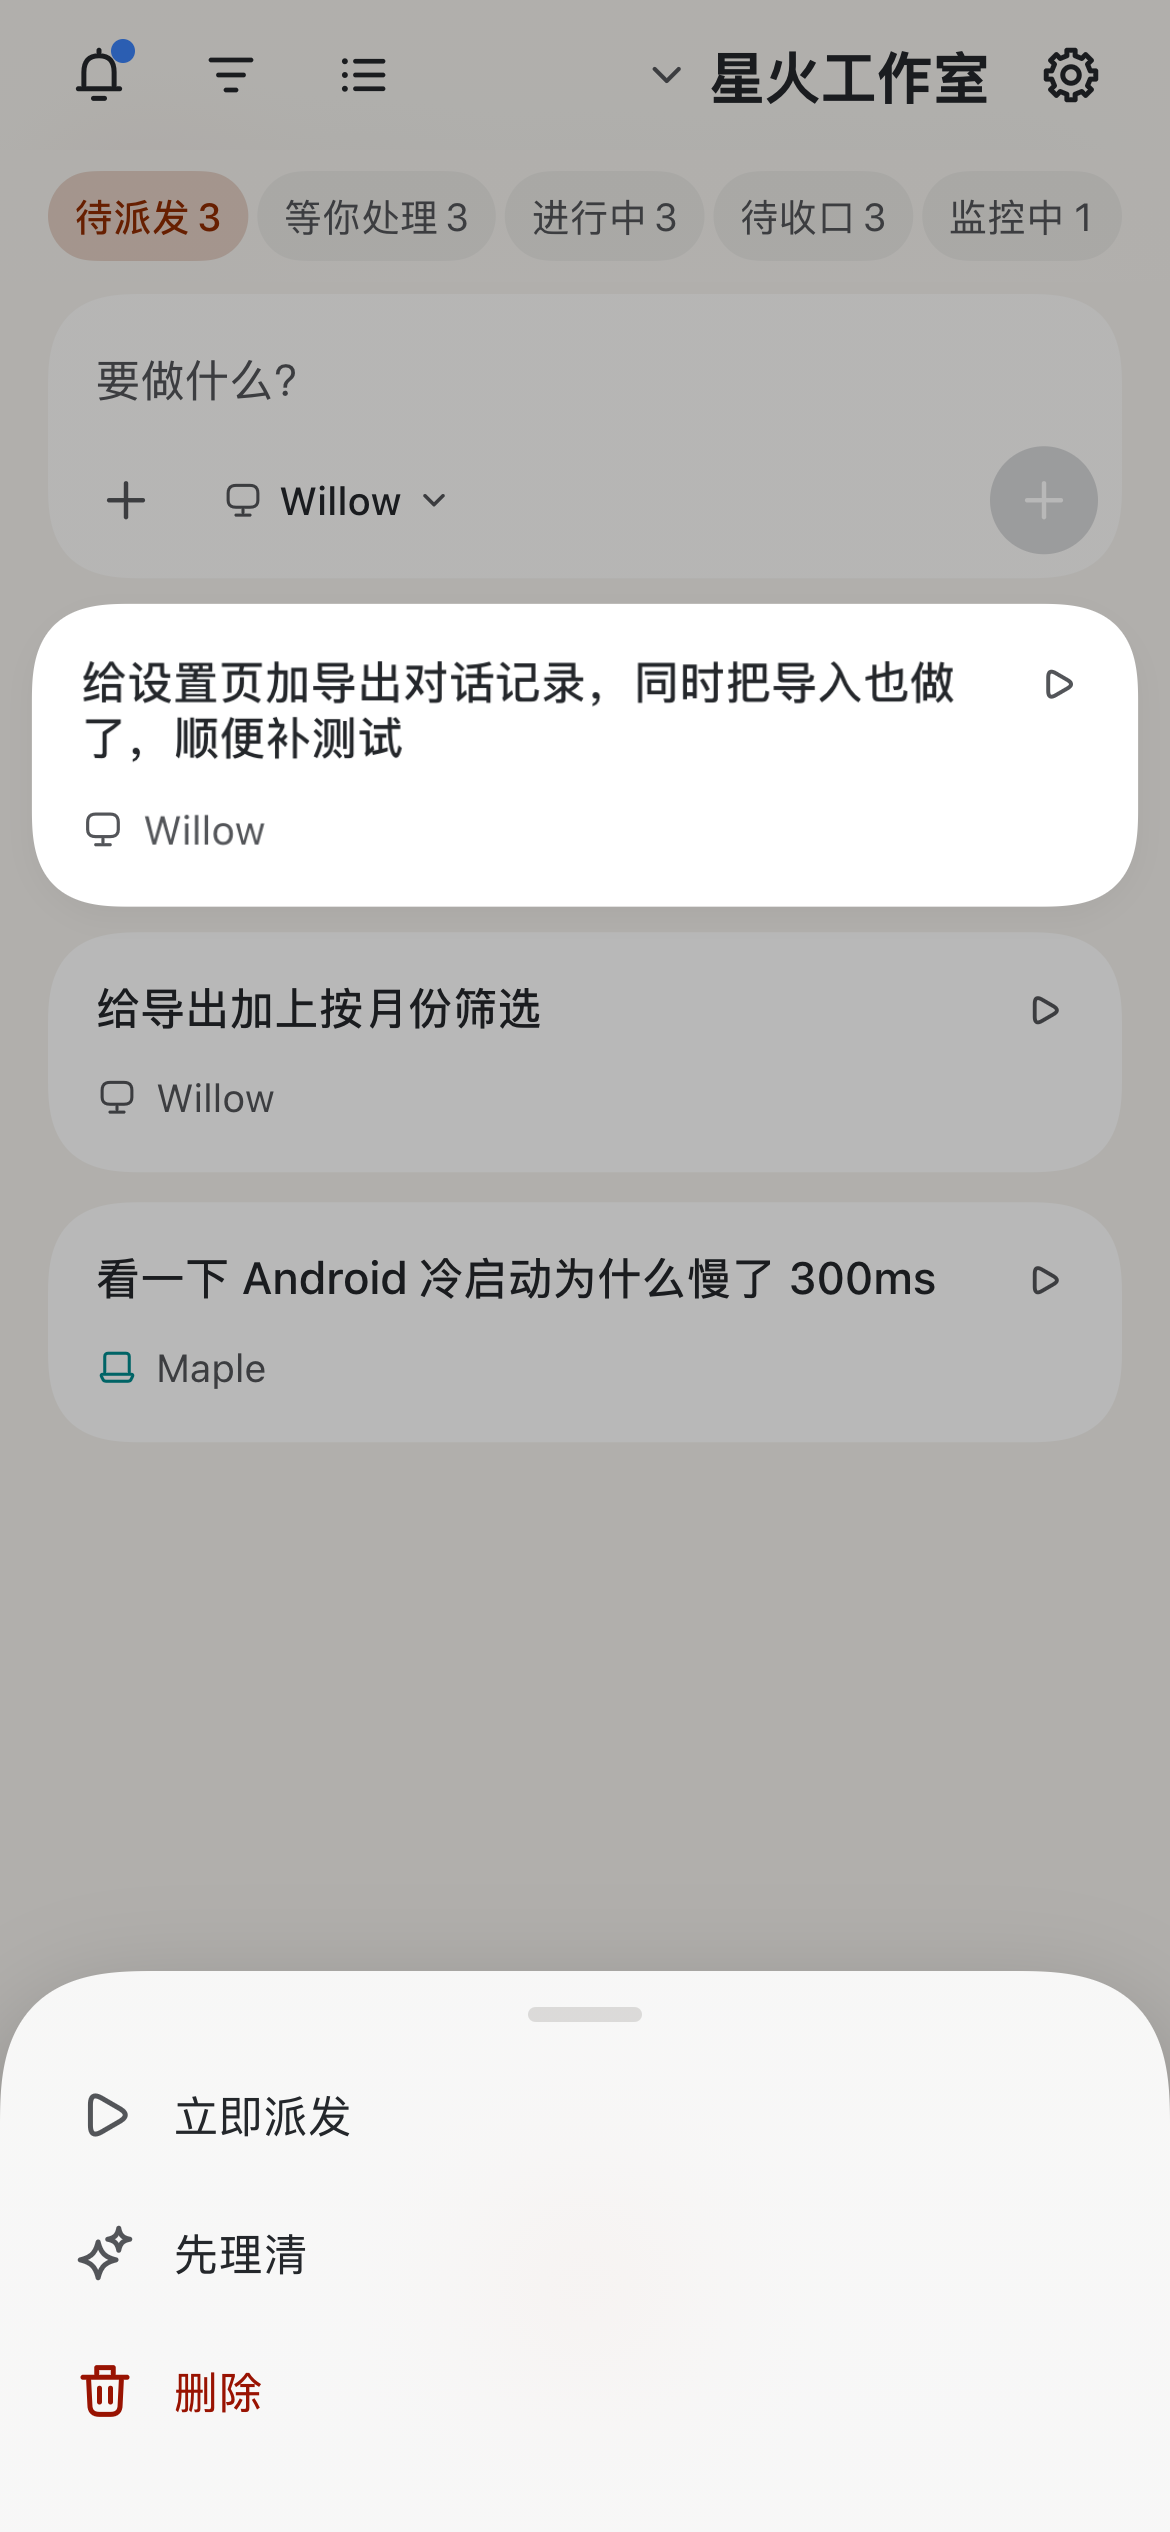 星火工作室
待派发 3
等你处理 3
进行中 3
待收口 3
监控中 1
要做什么?
Willow
给设置页加导出对话记录，同时把导入也做
了，顺便补测试
Willow
给导出加上按月份筛选
Willow
看一下 Android 冷启动为什么慢了 300ms
Maple
立即派发
先理清
删除